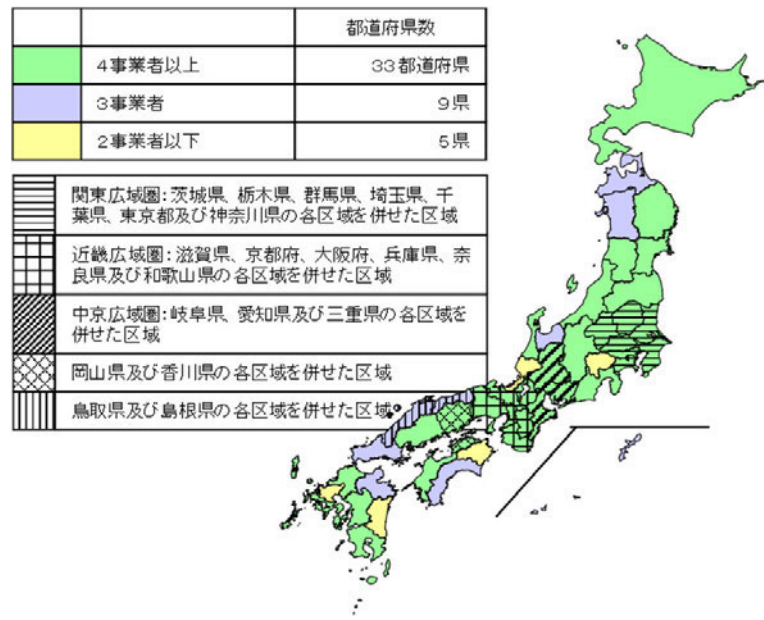 都道府県数
4事業者以上 33都道府県
3事業者 9県
2事業者以下 5県
関東広域圏:茨城県、栃木県、群馬県、埼玉県、千
葉県、東京都及び神奈川県の各区域を併せた区域
近畿広域圏:滋賀県、京都府、大阪府、兵庫県、奈
良県及び和歌山県の各区域を併せた区域
中京広域圏:岐阜県、愛知県及び三重県の各区域を
併せた区域
岡山県及び香川県の各区域を併せた区域
鳥取県及び島根県の各区域を併せた区域